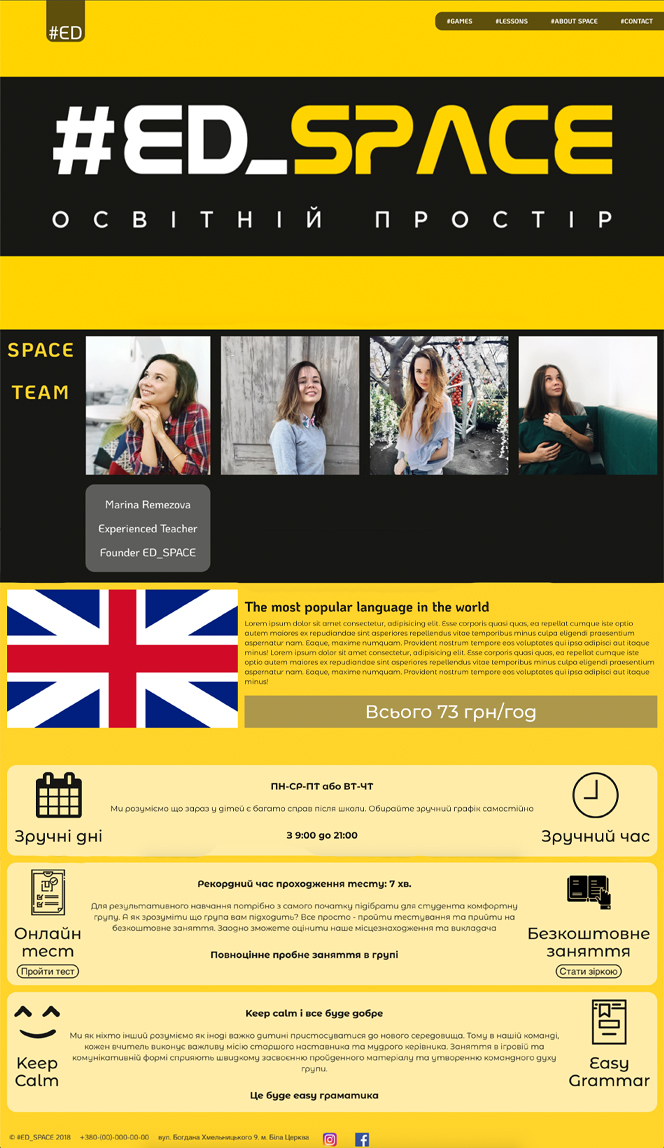 #ED
#GAMES #LESSONS #ABOUT SPACE #CONTACT
#ED_SPACE
ОСВІТНІЙ ПРОСТІР
SPACE
TEAM
Marina Remezova
Experienced Teacher
Founder ED_SPACE
The most popular language in the world
Lorem ipsum dolor sit amet consectetur, adipisicing elit. Esse corporis quasi quas, ea repellat cumque iste optio
autem maiores ex repudiandae sint asperiores repellendus vitae temporibus minus culpa eligendi praesentium
aspernatur nam. Eaque, maxime numquam. Provident nostrum tempore eos voluptates qui ipsa adipisci aut itaque
minus! Lorem ipsum dolor sit amet consectetur, adipisicing elit. Esse corporis quasi quas, ea repellat cumque iste
optio autem maiores ex repudiandae sint asperiores repellendus vitae temporibus minus culpa eligendi praesentium
aspernatur nam. Eaque, maxime numquam. Provident nostrum tempore eos voluptates qui ipsa adipisci aut itaque
minus!
Всього 73 грн/год
ПН-СР-ПТ або ВТ-ЧТ
Ми розуміємо що зараз у дітей є багато справ після школи. Обирайте зручний графік самостійно
З 9:00 до 21:00
Зручні дні
Зручний час
Рекордний час проходження тесту: 7 хв.
Для результативного навчання потрібно з самого початку підібрати для студента комфортну
групу. А як зрозуміти що група вам підходить? Все просто - пройти тестування та прийти на
безкоштовне заняття. Заодно зможете оцінити наше місцезнаходження та викладача
Повноцінне пробне заняття в групі
Онлайн
тест
Пройти тест
Безкоштовне
заняття
Стати зіркою
Keep calm і все буде добре
Ми як ніхто інший розуміємо як іноді важко дитині пристосуватися до нового середовища. Тому в нашій команді,
кожен вчитель виконує важливу місію старшого наставника та мудрого керівника. Заняття в ігровій та
комунікативній формі сприяють швидкому засвоєнню пройденного матеріалу та утворенню командного духу
групи.
Це буде easy граматика
Keep
Calm
Easy
Grammar
© #ED_SPACE 2018 +380-(00)-000-00-00 вул. Богдана Хмельницького 9, м. Біла Церква